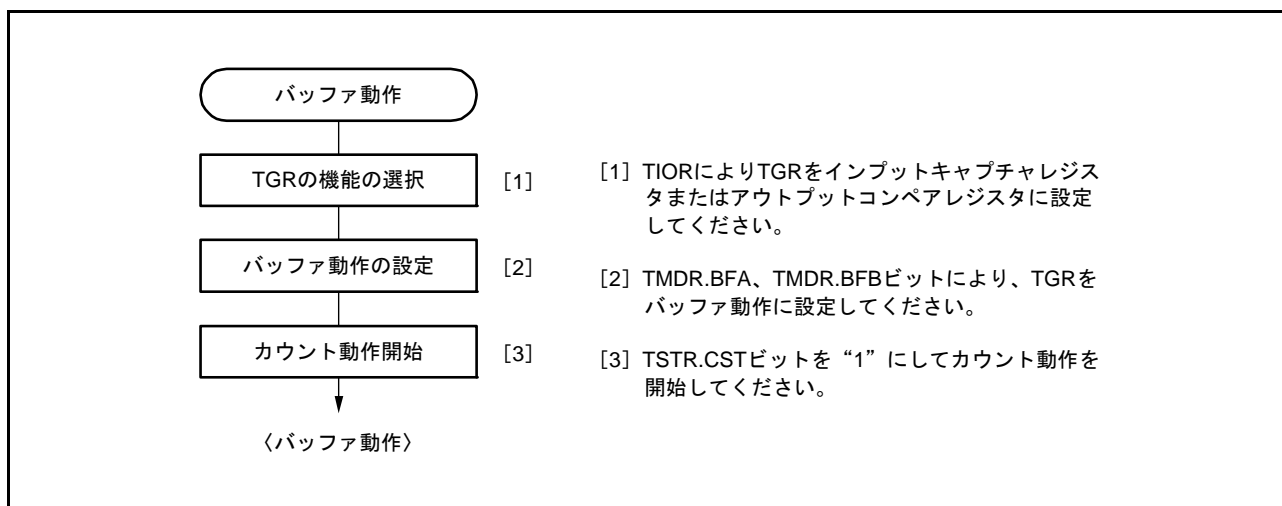 バッファ動作
TGRの機能の選択
[1]
バッファ動作の設定
[2]
カウント動作開始
[3]
〈バッファ動作〉
[1] TIORによりTGRをインプットキャプチャレジス
タまたはアウトプットコンペアレジスタに設定
してください。
[2] TMDR.BFA、TMDR.BFBビットにより、TGRを
バッファ動作に設定してください。
[3] TSTR.CSTビットを“1”にしてカウント動作を
開始してください。